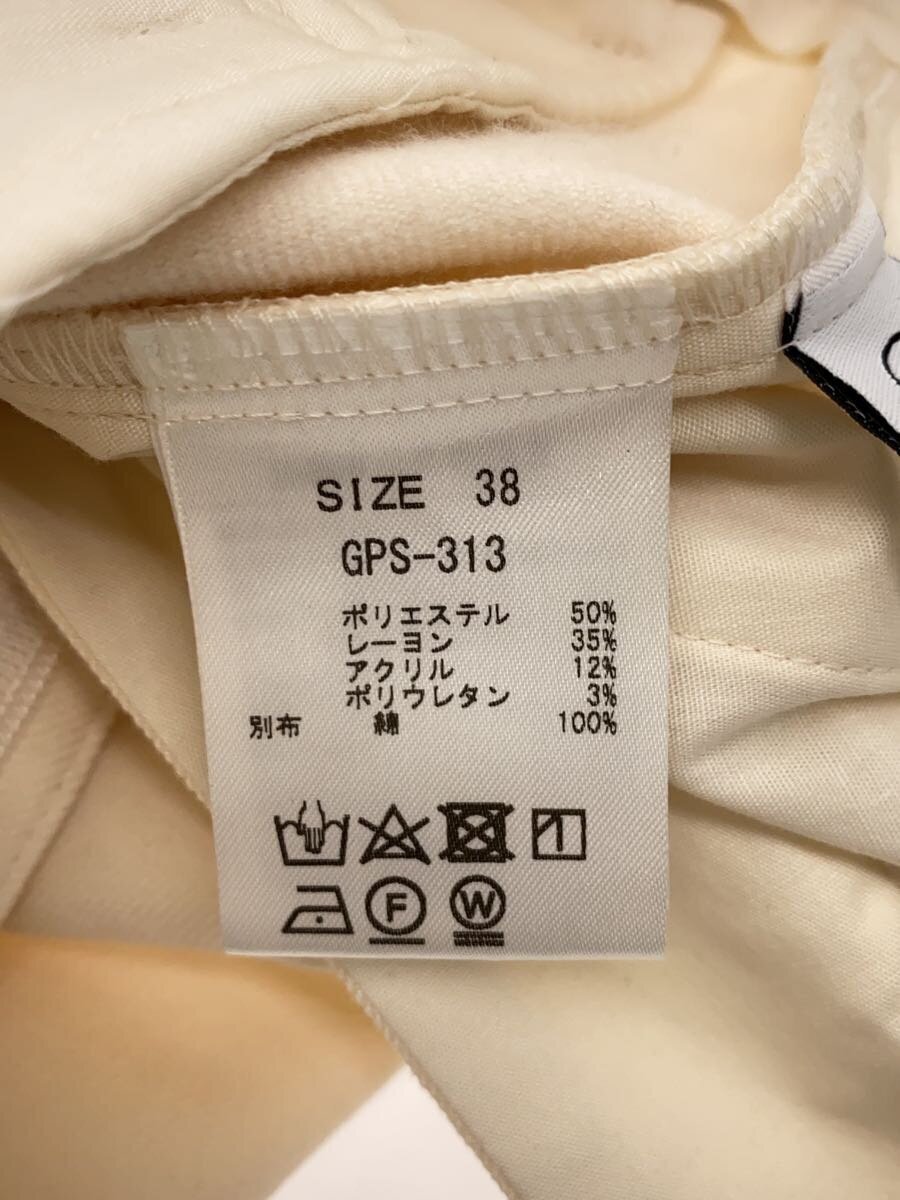 SIZE 38
GPS-313
ポリエステル 50%
レーヨン 35%
アクリル 12%
ポリウレタン 3%
別布 綿 100%
F W